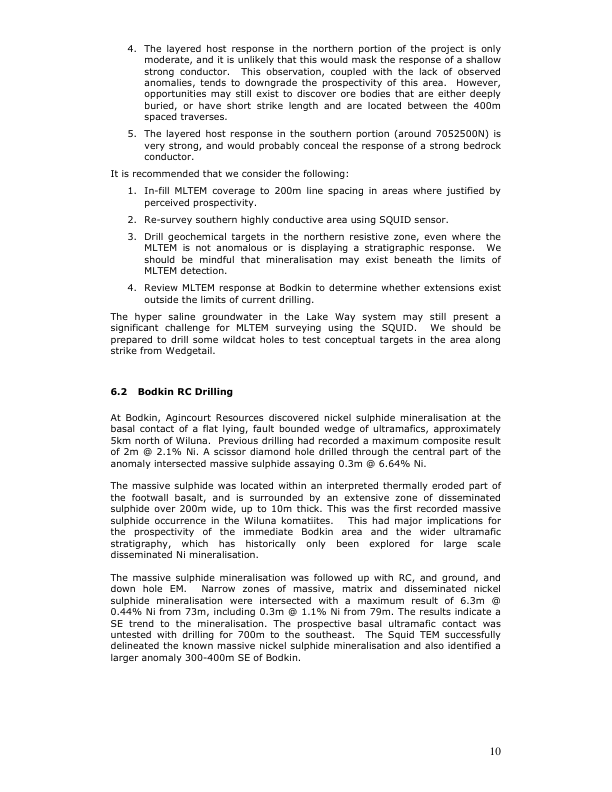 4. The layered host response in the northern portion of the project is only
moderate, and it is unlikely that this would mask the response of a shallow
strong conductor. This observation, coupled with the lack of observed
anomalies, tends to downgrade the prospectivity of this area. However,
opportunities may still exist to discover ore bodies that are either deeply
buried, or have short strike length and are located between the 400m
spaced traverses.
5. The layered host response in the southern portion (around 7052500N) is
very strong, and would probably conceal the response of a strong bedrock
conductor.
It is recommended that we consider the following:
1. In-fill MLTEM coverage to 200m line spacing in areas where justified by
perceived prospectivity.
2. Re-survey southern highly conductive area using SQUID sensor.
3. Drill geochemical targets in the northern resistive zone, even where the
MLTEM is not anomalous or is displaying a stratigraphic response. We
should be mindful that mineralisation may exist beneath the limits of
MLTEM detection.
4. Review MLTEM response at Bodkin to determine whether extensions exist
outside the limits of current drilling.
The hyper saline groundwater in the Lake Way system may still present a
significant challenge for MLTEM surveying using the SQUID. We should be
prepared to drill some wildcat holes to test conceptual targets in the area along
strike from Wedgetail.
6.2 Bodkin RC Drilling
At Bodkin, Agincourt Resources discovered nickel sulphide mineralisation at the
basal contact of a flat lying, fault bounded wedge of ultramafics, approximately
5km north of Wiluna. Previous drilling had recorded a maximum composite result
of 2m @ 2.1% Ni. A scissor diamond hole drilled through the central part of the
anomaly intersected massive sulphide assaying 0.3m @ 6.64% Ni.
The massive sulphide was located within an interpreted thermally eroded part of
the footwall basalt, and is surrounded by an extensive zone of disseminated
sulphide over 200m wide, up to 10m thick. This was the first recorded massive
sulphide occurrence in the Wiluna komatiites. This had major implications for
the prospectivity of the immediate Bodkin area and the wider ultramafic
stratigraphy, which has historically only been explored for large scale
disseminated Ni mineralisation.
The massive sulphide mineralisation was followed up with RC, and ground, and
down hole EM. Narrow zones of massive, matrix and disseminated nickel
sulphide mineralisation were intersected with a maximum result of 6.3m @
0.44% Ni from 73m, including 0.3m @ 1.1% Ni from 79m. The results indicate a
SE trend to the mineralisation. The prospective basal ultramafic contact was
untested with drilling for 700m to the southeast. The Squid TEM successfully
delineated the known massive nickel sulphide mineralisation and also identified a
larger anomaly 300-400m SE of Bodkin.
10